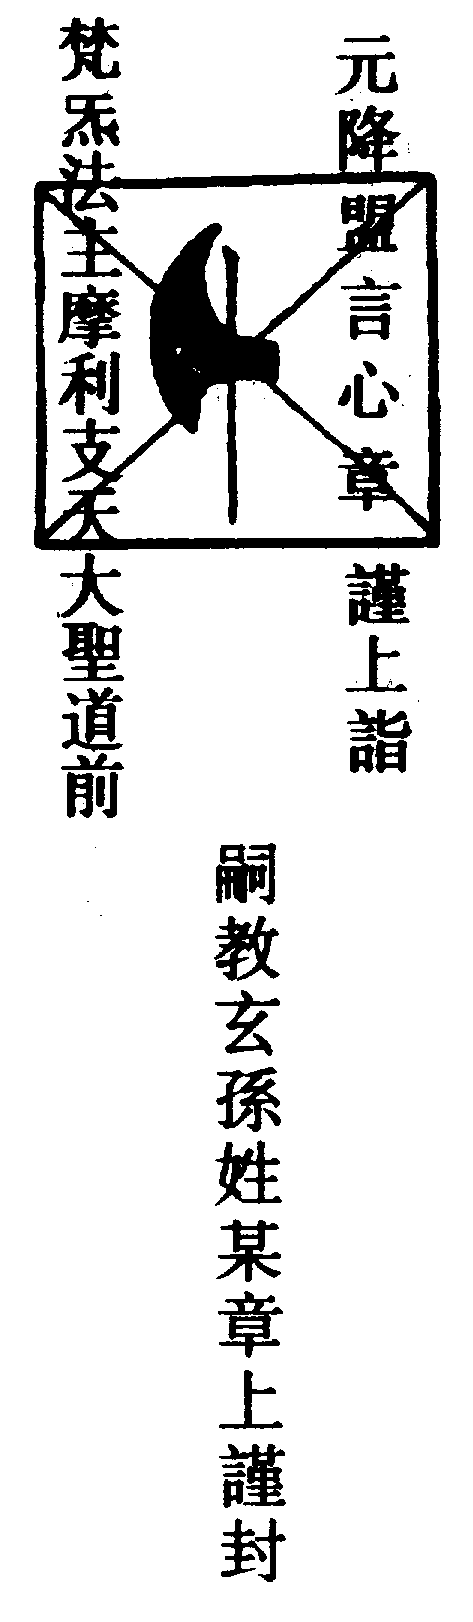 元降盟言心章謹上詣
梵炁法主摩利支天大聖道前
嗣教玄孫姓某章上謹封